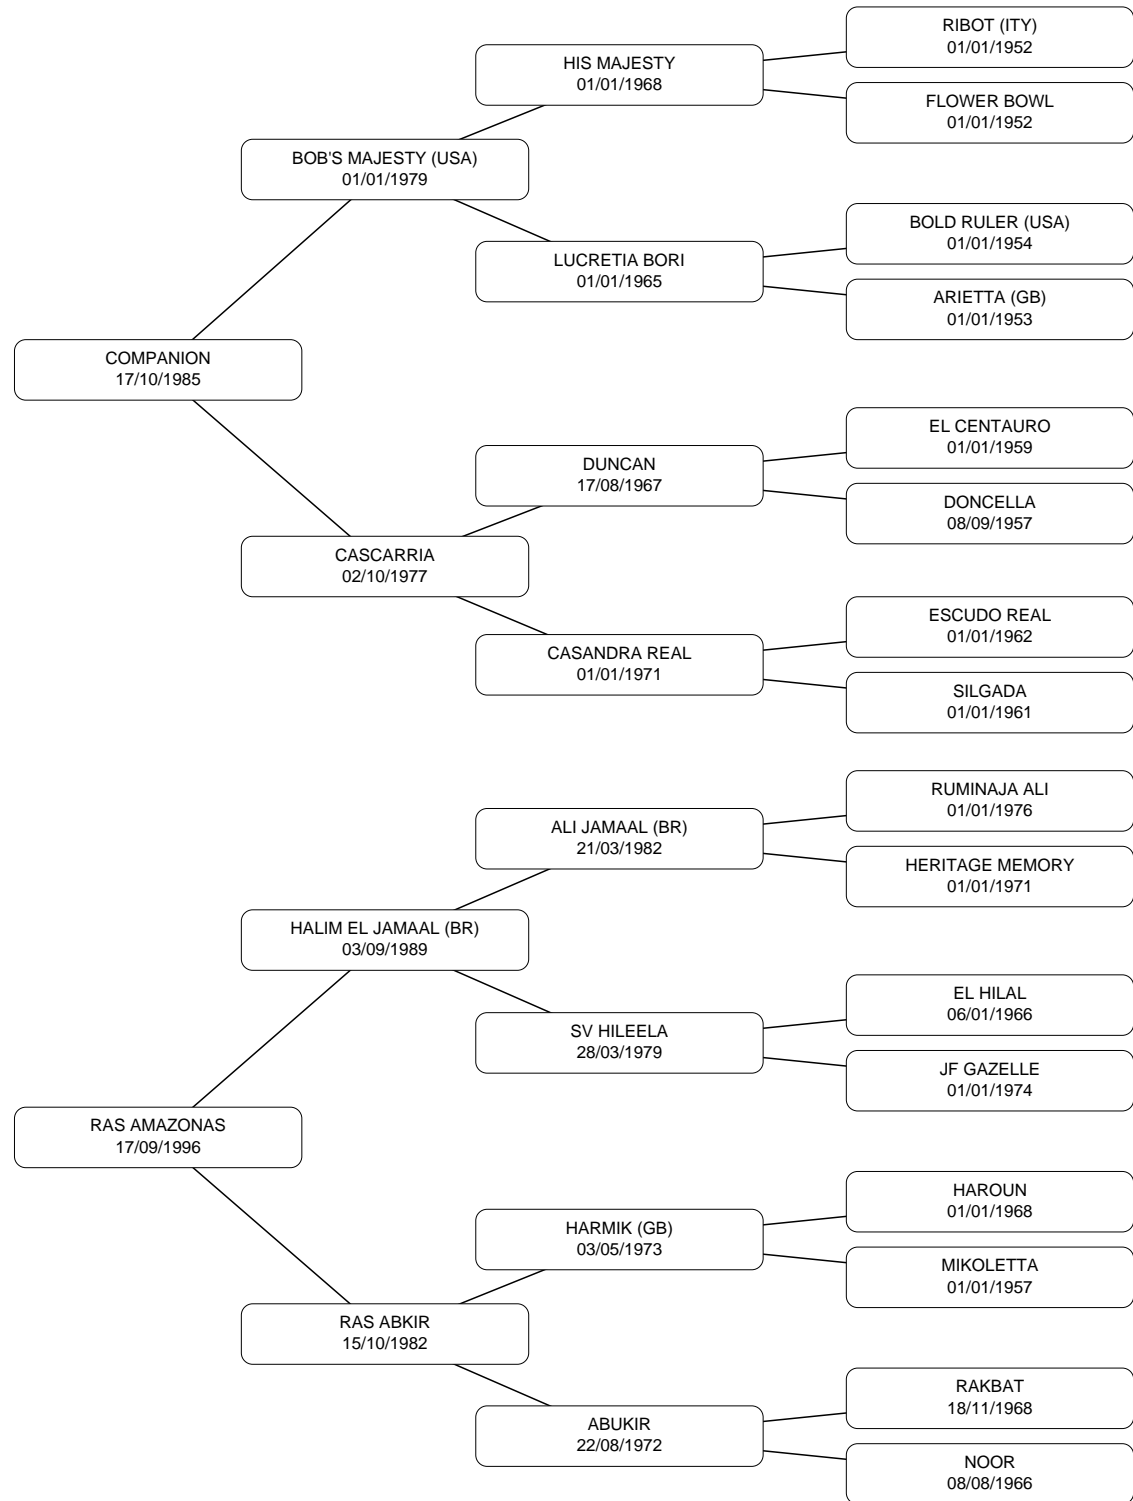 RIBOT (ITY)
01/01/1952
HIS MAJESTY
01/01/1968
FLOWER BOWL
01/01/1952
BOB'S MAJESTY (USA)
01/01/1979
BOLD RULER (USA)
01/01/1954
LUCRETIA BORI
01/01/1965
ARIETTA (GB)
01/01/1953
COMPANION
17/10/1985
EL CENTAURO
01/01/1959
DUNCAN
17/08/1967
DONCELLA
08/09/1957
CASCARRIA
02/10/1977
ESCUDO REAL
01/01/1962
CASANDRA REAL
01/01/1971
SILGADA
01/01/1961
RUMINAJA ALI
01/01/1976
ALI JAMAAL (BR)
21/03/1982
HERITAGE MEMORY
01/01/1971
HALIM EL JAMAAL (BR)
03/09/1989
EL HILAL
06/01/1966
SV HILEELA
28/03/1979
JF GAZELLE
01/01/1974
RAS AMAZONAS
17/09/1996
HAROUN
01/01/1968
HARMIK (GB)
03/05/1973
MIKOLETTA
01/01/1957
RAS ABKIR
15/10/1982
RAKBAT
18/11/1968
ABUKIR
22/08/1972
NOOR
08/08/1966